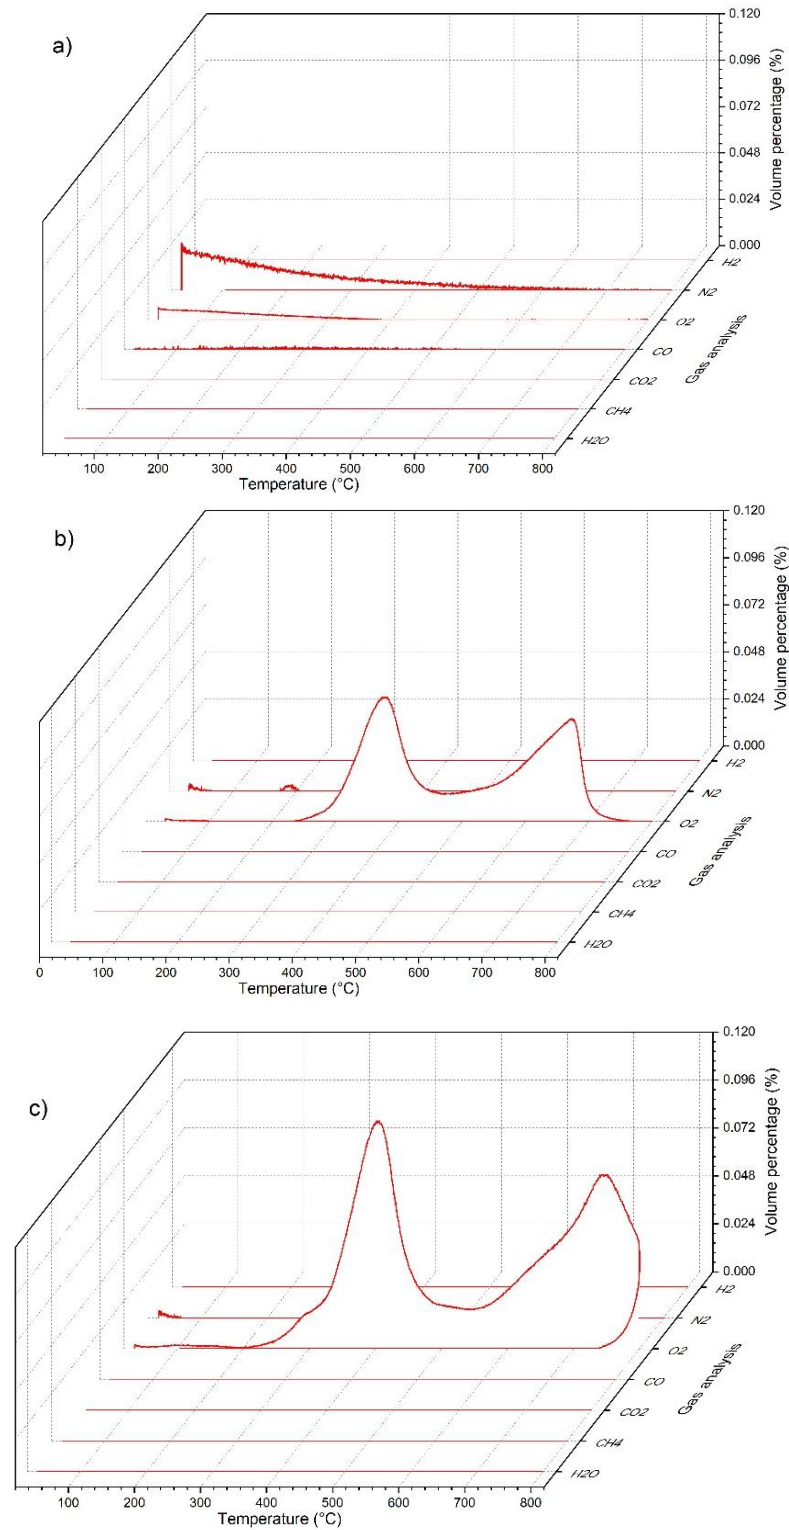 a)
0.120
0.096
0.072
0.048
0.024
0.000
Volume percentage (%)
H2
N2
O2
CO
CO2
CH4
H2O
Gas analysis
100 200 300 400 500 600 700 800
Temperature (°C)
b)
0.120
0.096
0.072
0.048
0.024
0.000
Volume percentage (%)
H2
N2
O2
CO
CO2
CH4
H2O
Gas analysis
0 100 200 300 400 500 600 700 800
Temperature (°C)
c)
0.120
0.096
0.072
0.048
0.024
0.000
Volume percentage (%)
H2
N2
O2
CO
CO2
CH4
H2O
Gas analysis
100 200 300 400 500 600 700 800
Temperature (°C)